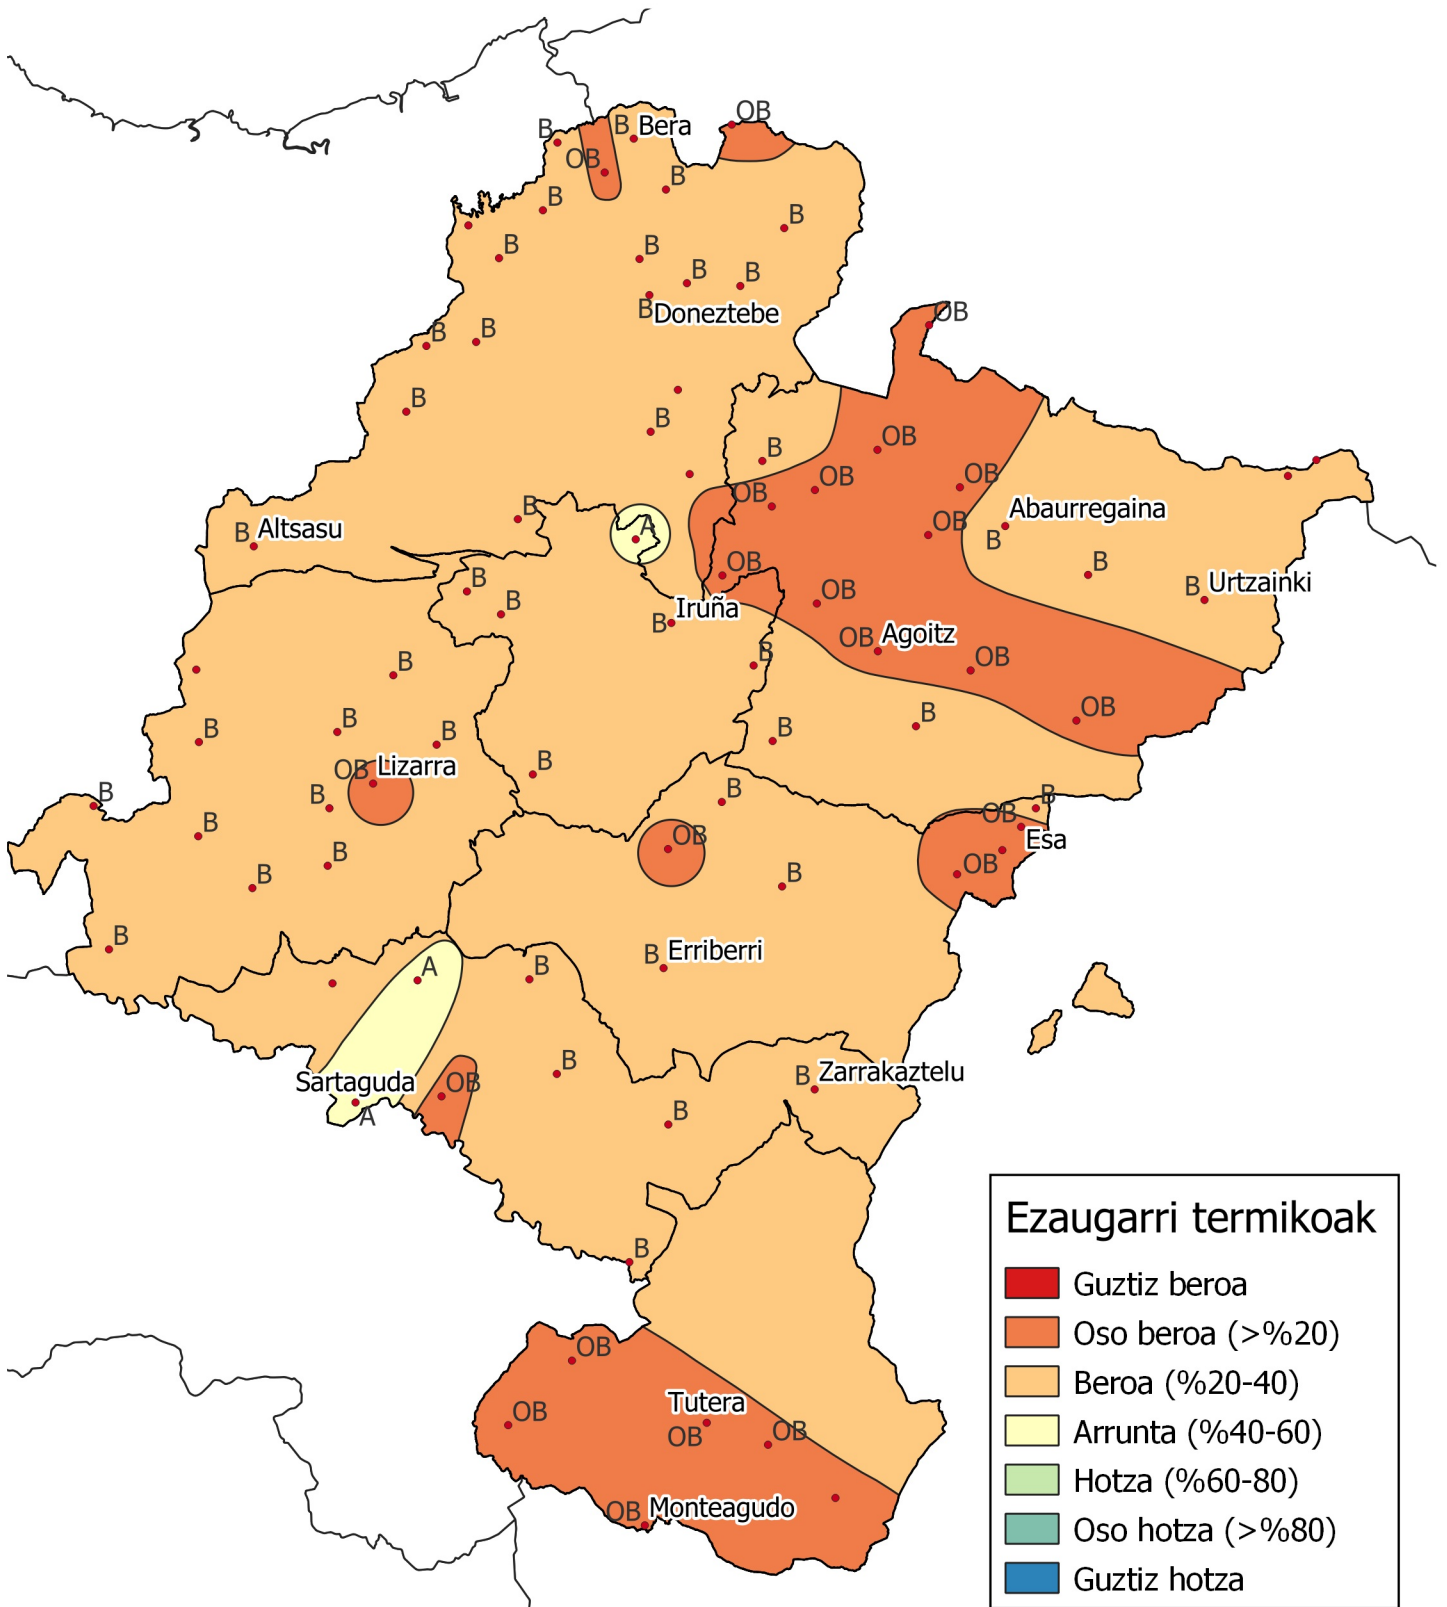 OB
B
B Bera
OB
B
B
B
B
B
B
B
B Doneztebe
OB
B
B
B
B
OB
B
OB
OB
OB
B
A
Abaurregaina
OB
B
B Altsasu
OB
B
B
B Urtzainki
OB
B
Iruña
B
OB Agoitz
B
B
OB
OB
B
B
B
B
B
OB Lizarra
B
B
B
B
B
OB
B
OB
Esa
B
OB
B
B
B
B Erriberri
A
B
B
B Zarrakaztelu
Sartaguda
OB
A
B
B
OB
Tutera
OB
OB
OB
OB Monteagudo
Ezaugarri termikoak
Guztiz beroa
Oso beroa (>%20)
Beroa (%20-40)
Arrunta (%40-60)
Hotza (%60-80)
Oso hotza (>%80)
Guztiz hotza